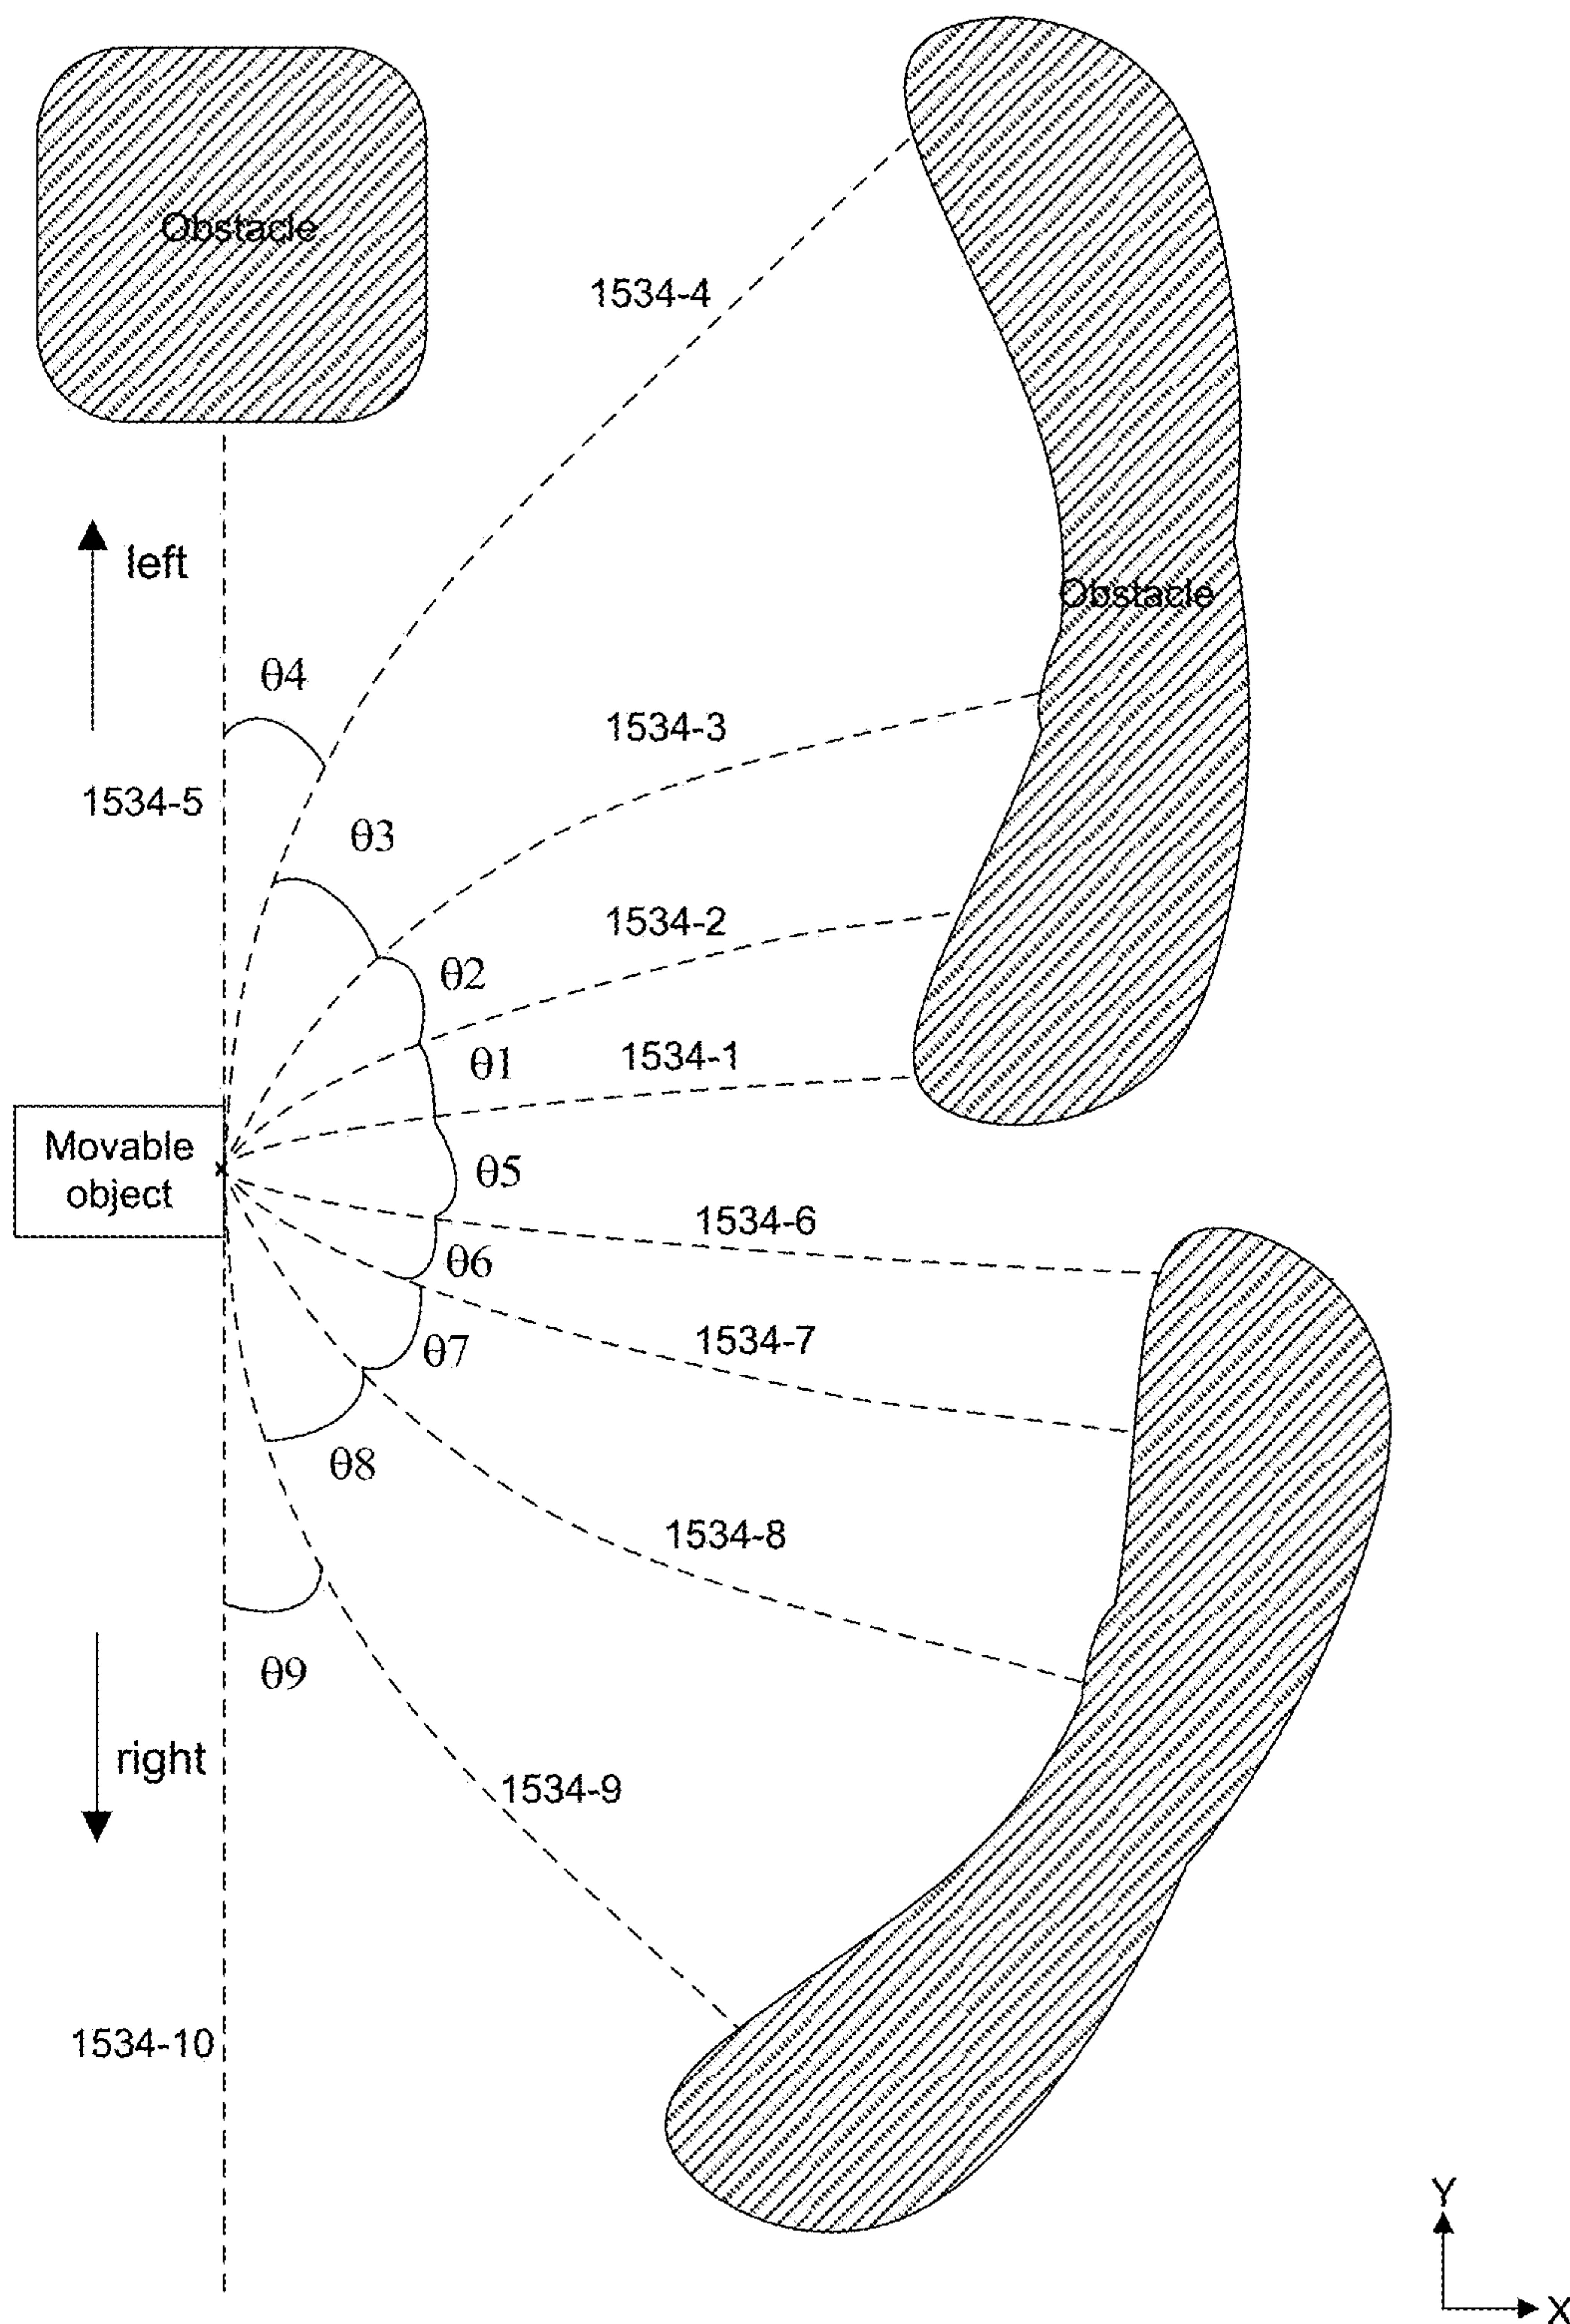 Obstacle
1534-4
left
Obstacle
θ4
1534-3
1534-5
θ3
1534-2
θ2
1534-1
θ1
Movable
object
θ5
1534-6
θ6
1534-7
θ7
θ8
1534-8
θ9
right
1534-9
1534-10
Y
X